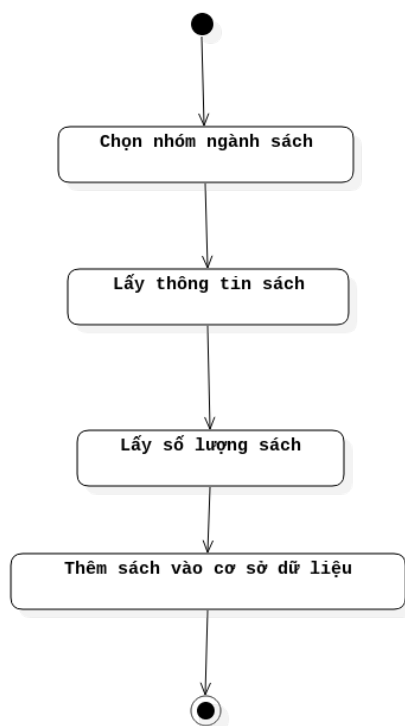 Chọn nhóm ngành sách
Lấy thông tin sách
Lấy số lượng sách
Thêm sách vào cơ sở dữ liệu